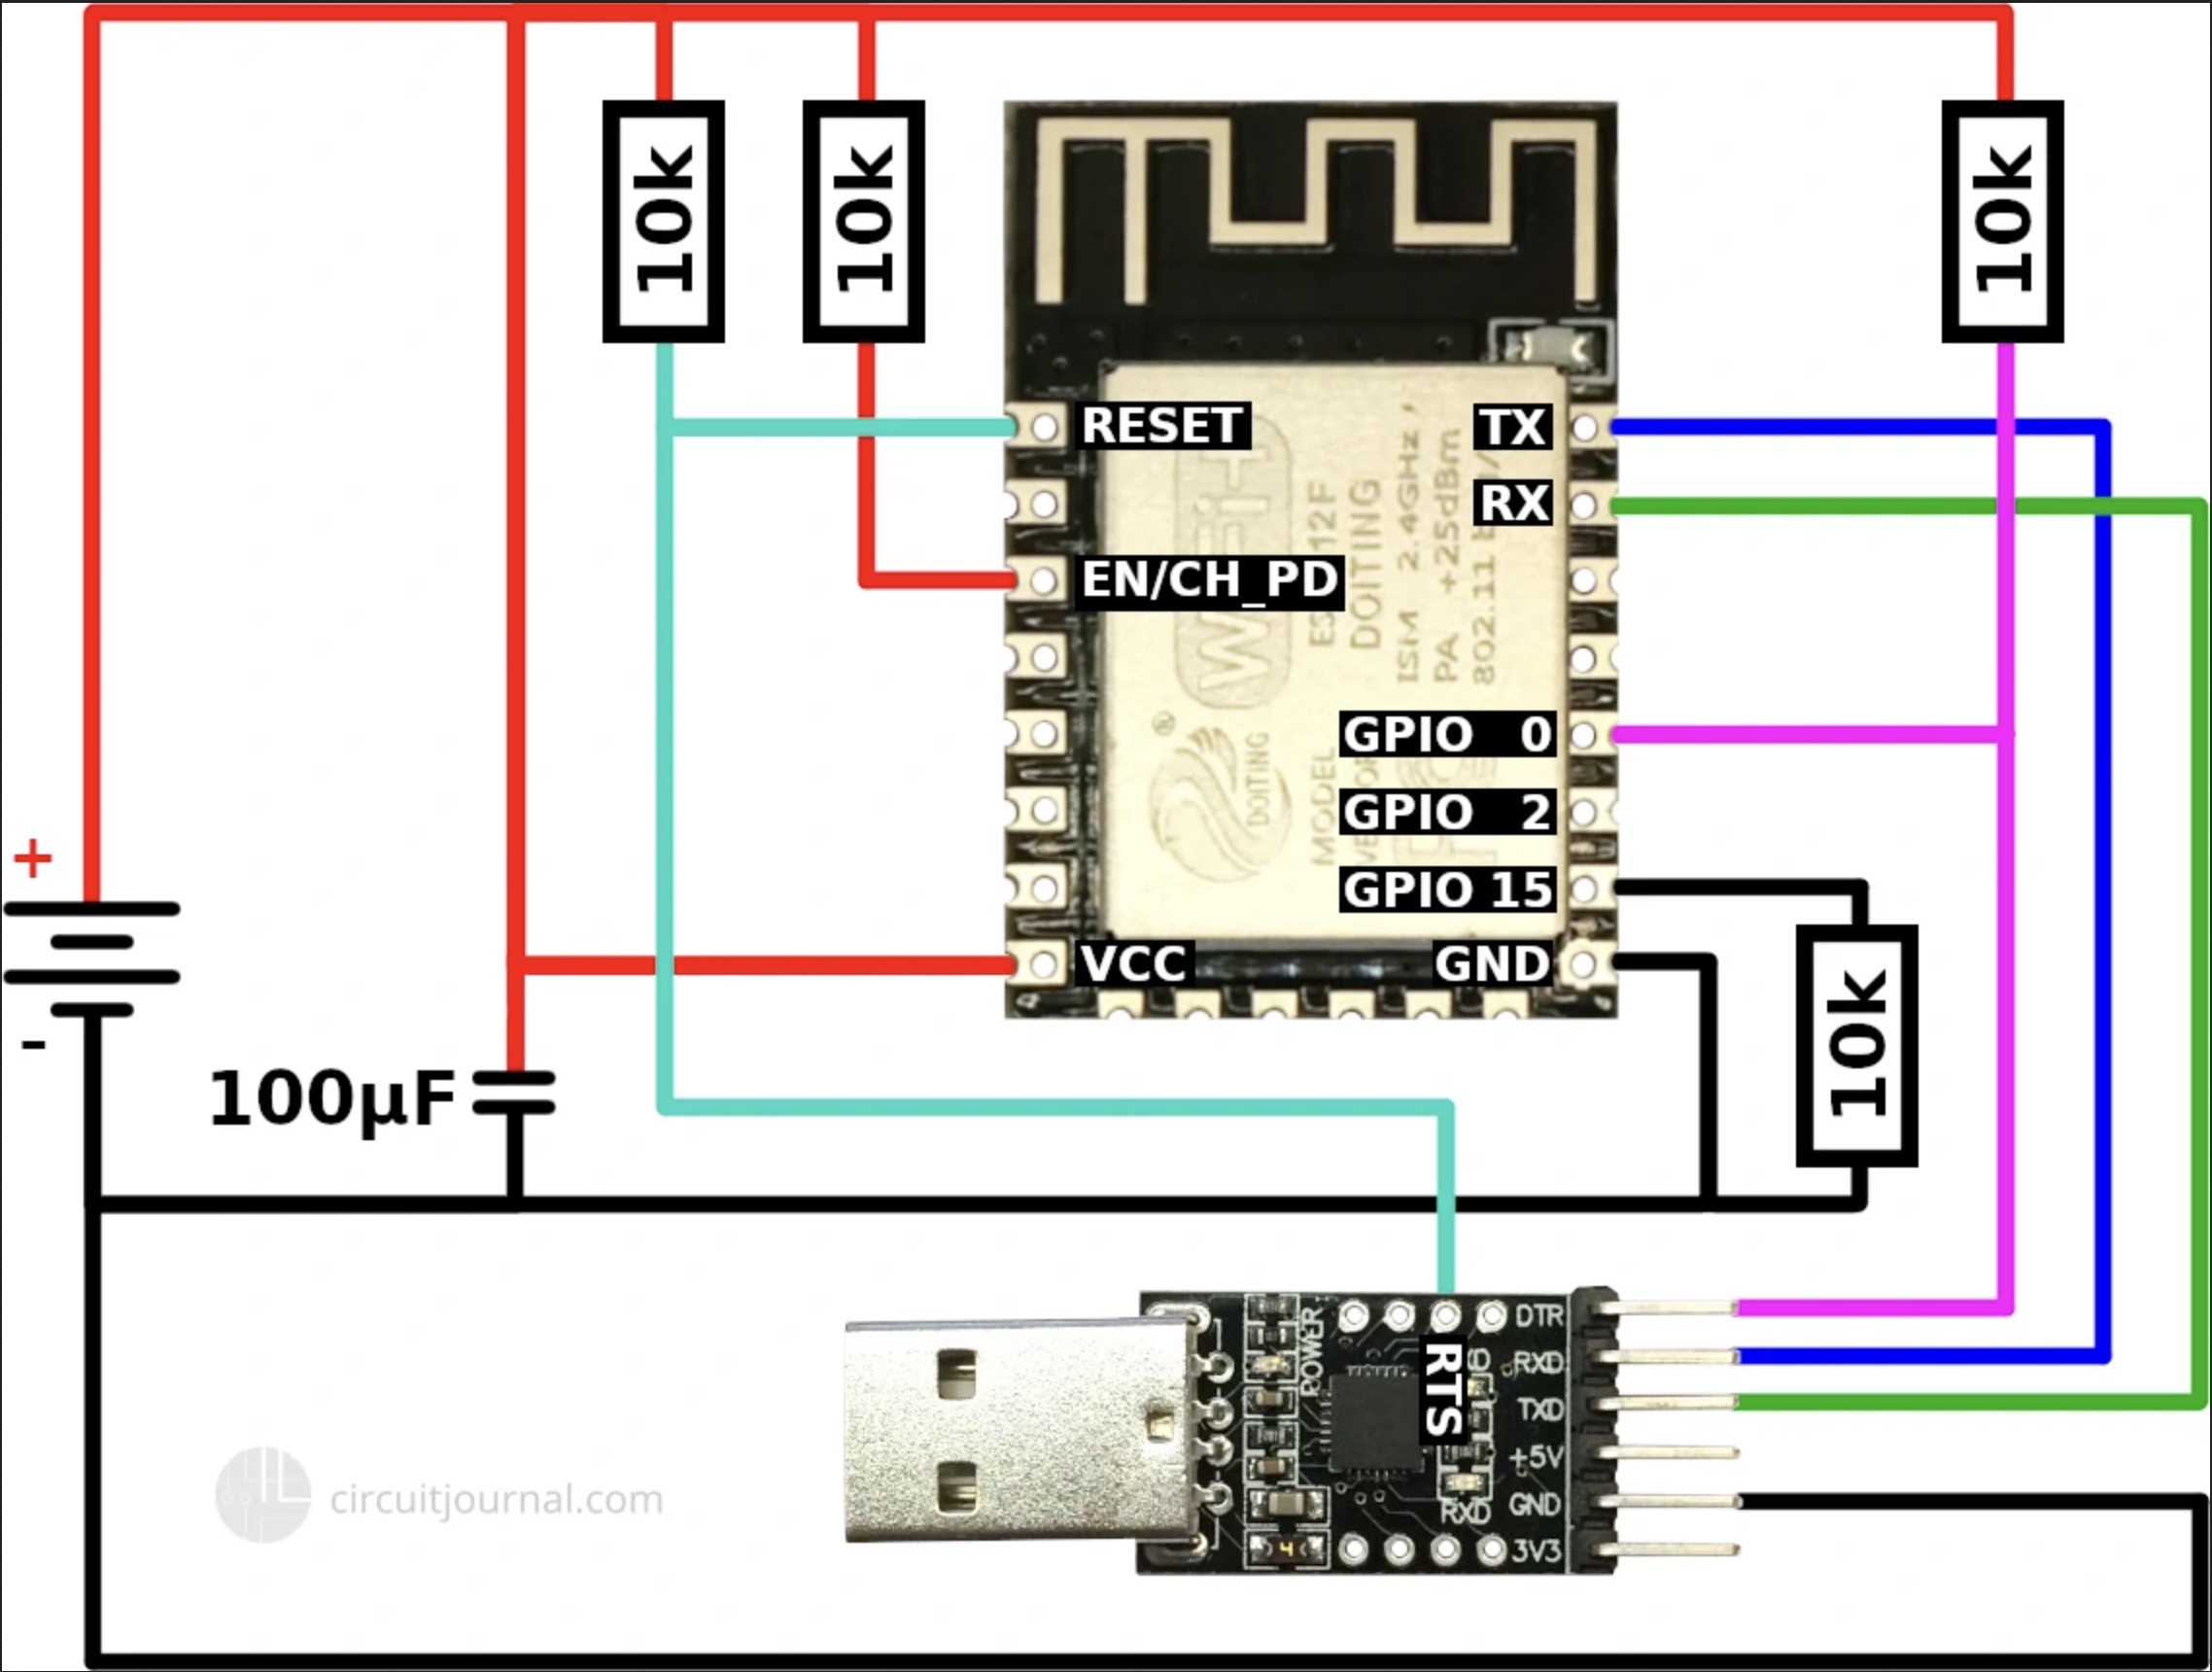 10k
10k
10k
RESET
TX
RX
EN/CH_PD
WiFi
ESP-12F
DOITING
ISM 2.4GHz
PA +25dBm
802.11 b/
GPIO 0
GPIO 2
GPIO 15
VCC
GND
®
DOITING
MODEL
+
-
100µF
10k
POWER
RTS
DTR
RXD
TXD
+5V
GND
3V3
RXD
4
circuitjournal.com